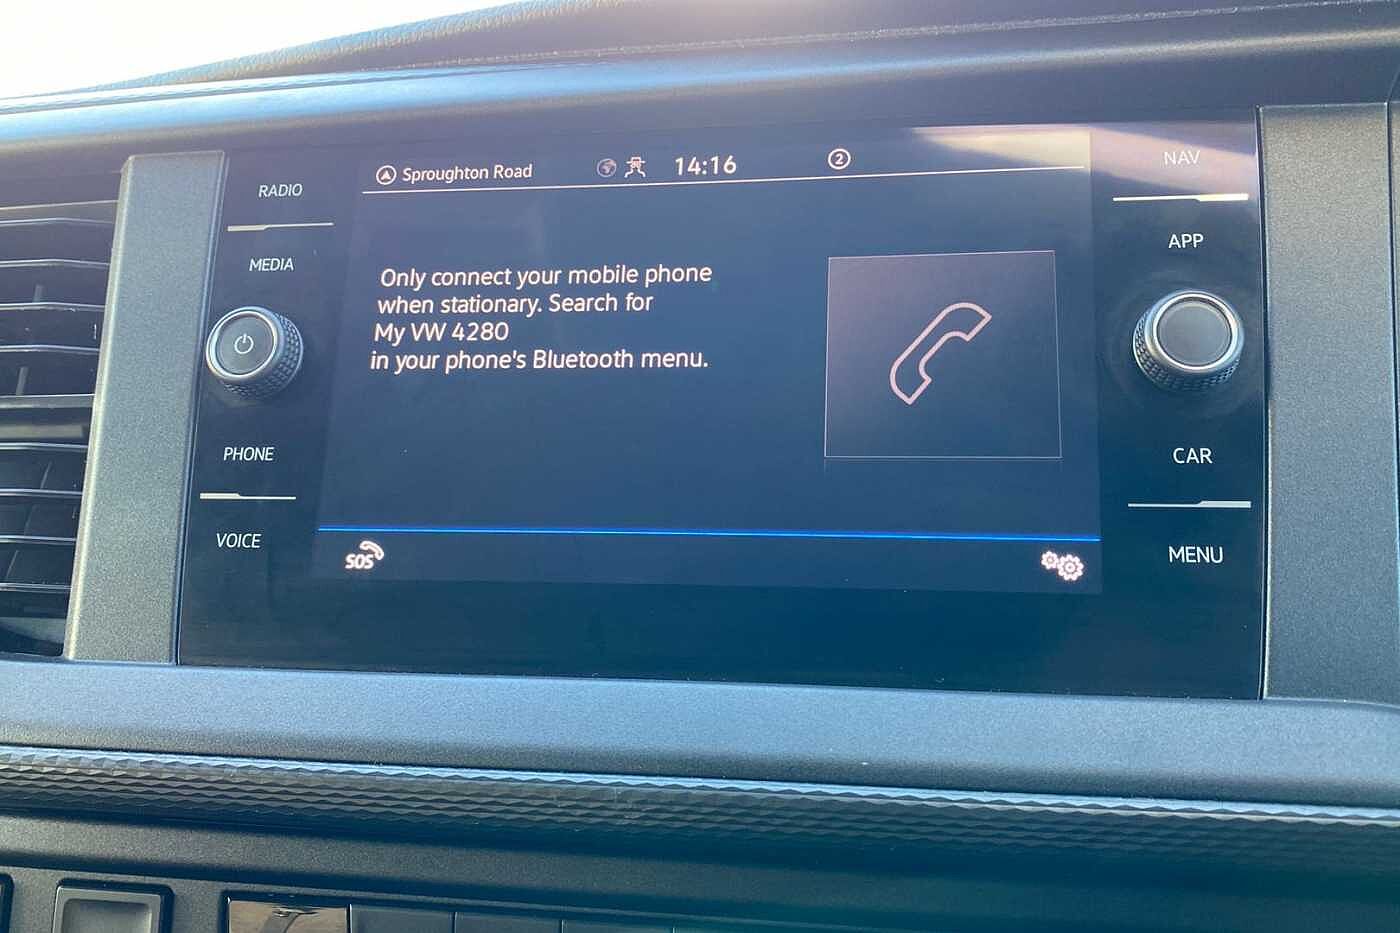 Sproughton Road
14:16
2
RADIO
MEDIA
PHONE
VOICE
Only connect your mobile phone
when stationary. Search for
My VW 4280
in your phone's Bluetooth menu.
SOS
NAV
APP
CAR
MENU